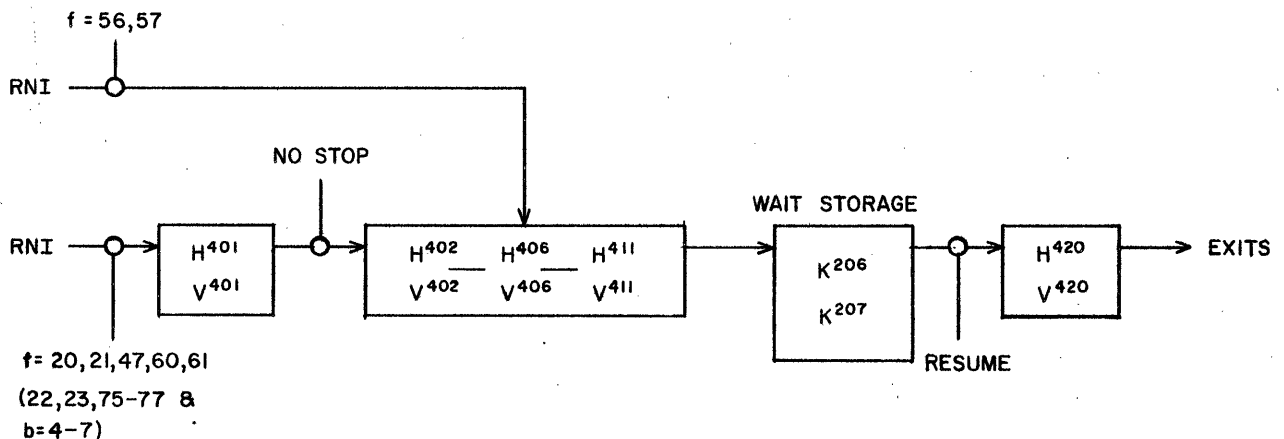 f = 56,57
RNI
NO STOP
WAIT STORAGE
RNI
H401
V401
H402 — H406 — H411
V402 V406 V411
K206
K207
H420
V420
EXITS
RESUME
f= 20,21,47,60,61
(22,23,75-77 &
b=4-7)